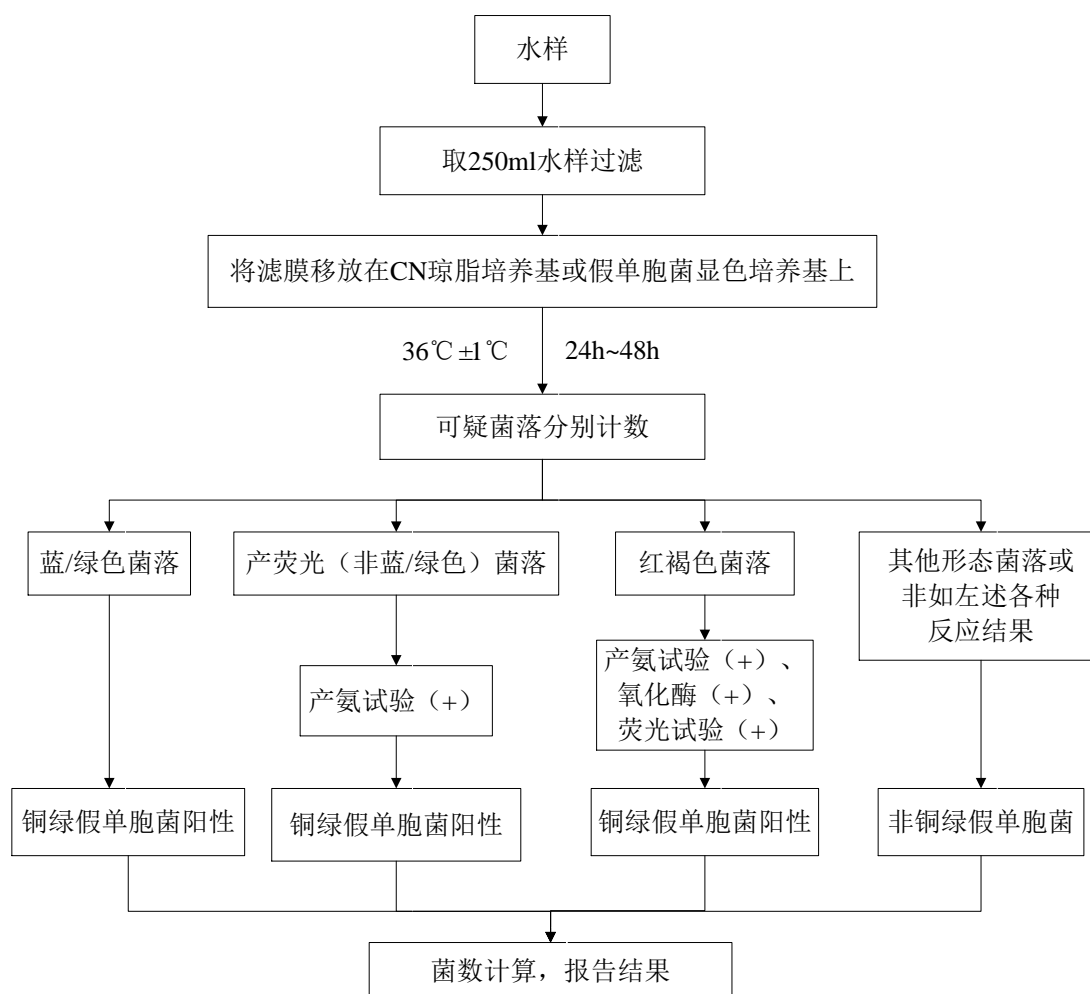 水样
取250ml水样过滤
将滤膜移放在CN琼脂培养基或假单胞菌显色培养基上
36℃ ±1℃
24h~48h
可疑菌落分别计数
蓝/绿色菌落
产荧光（非蓝/绿色）菌落
红褐色菌落
其他形态菌落或
非如左述各种
反应结果
产氨试验（+）
产氨试验（+）、
氧化酶（+）、
荧光试验（+）
铜绿假单胞菌阳性
铜绿假单胞菌阳性
铜绿假单胞菌阳性
非铜绿假单胞菌
菌数计算，报告结果